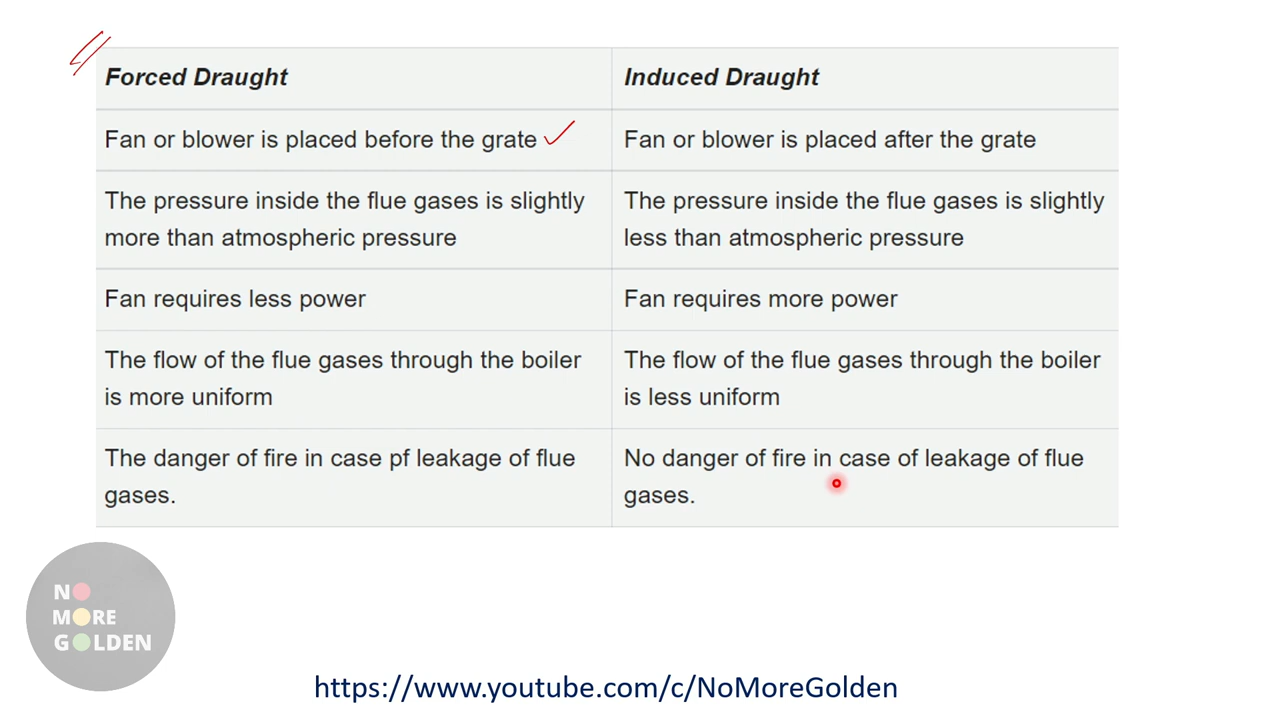 Forced Draught
Induced Draught
Fan or blower is placed before the grate
Fan or blower is placed after the grate
The pressure inside the flue gases is slightly
more than atmospheric pressure
The pressure inside the flue gases is slightly
less than atmospheric pressure
Fan requires less power
Fan requires more power
The flow of the flue gases through the boiler
is more uniform
The flow of the flue gases through the boiler
is less uniform
The danger of fire in case pf leakage of flue
gases.
No danger of fire in case of leakage of flue
gases.
NO
MORE
GOLDEN
https://www.youtube.com/c/NoMoreGolden